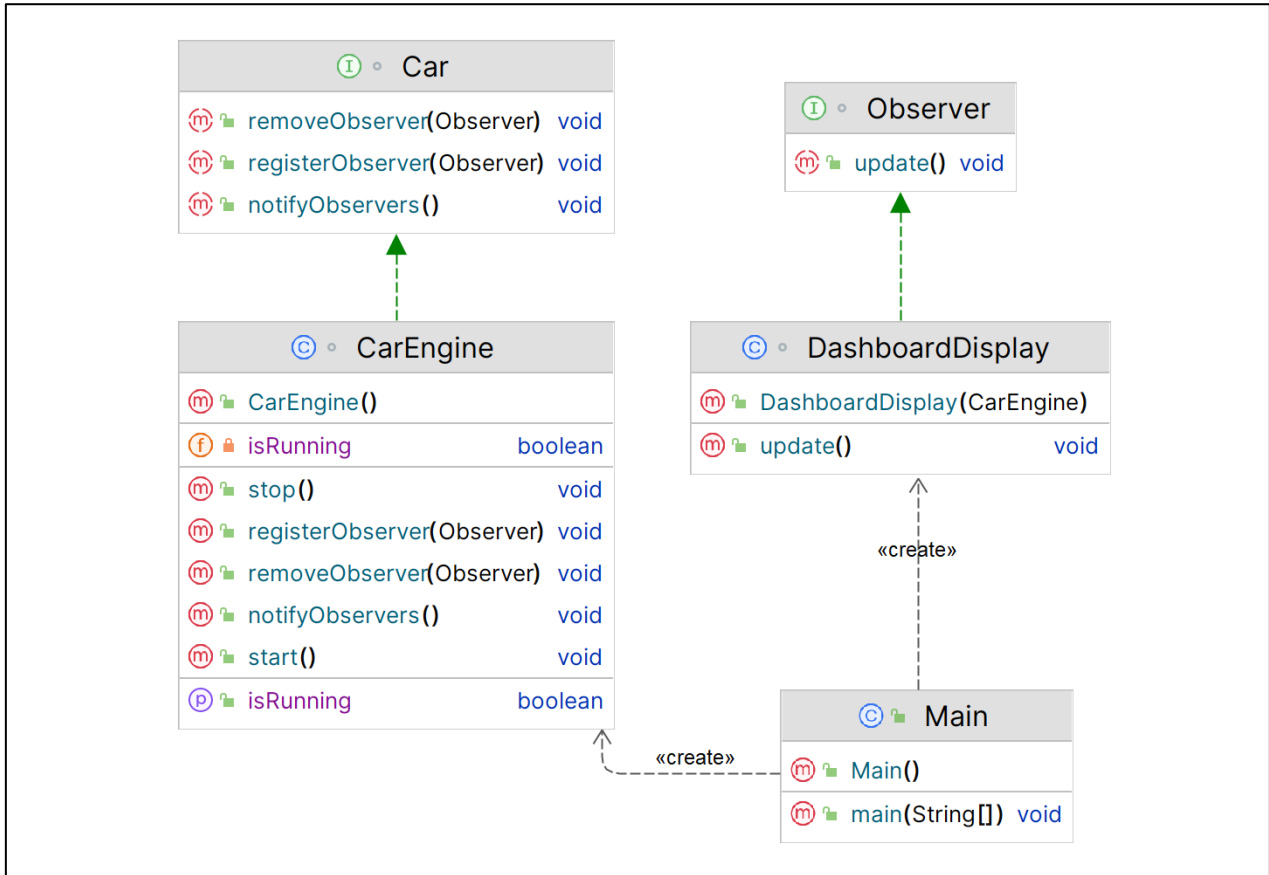 Car
removeObserver(Observer) void
registerObserver(Observer) void
notifyObservers() void
Observer
update() void
CarEngine
CarEngine()
isRunning boolean
stop() void
registerObserver(Observer) void
removeObserver(Observer) void
notifyObservers() void
start() void
isRunning boolean
DashboardDisplay
DashboardDisplay(CarEngine)
update() void
«create»
«create»
Main
Main()
main(String[]) void